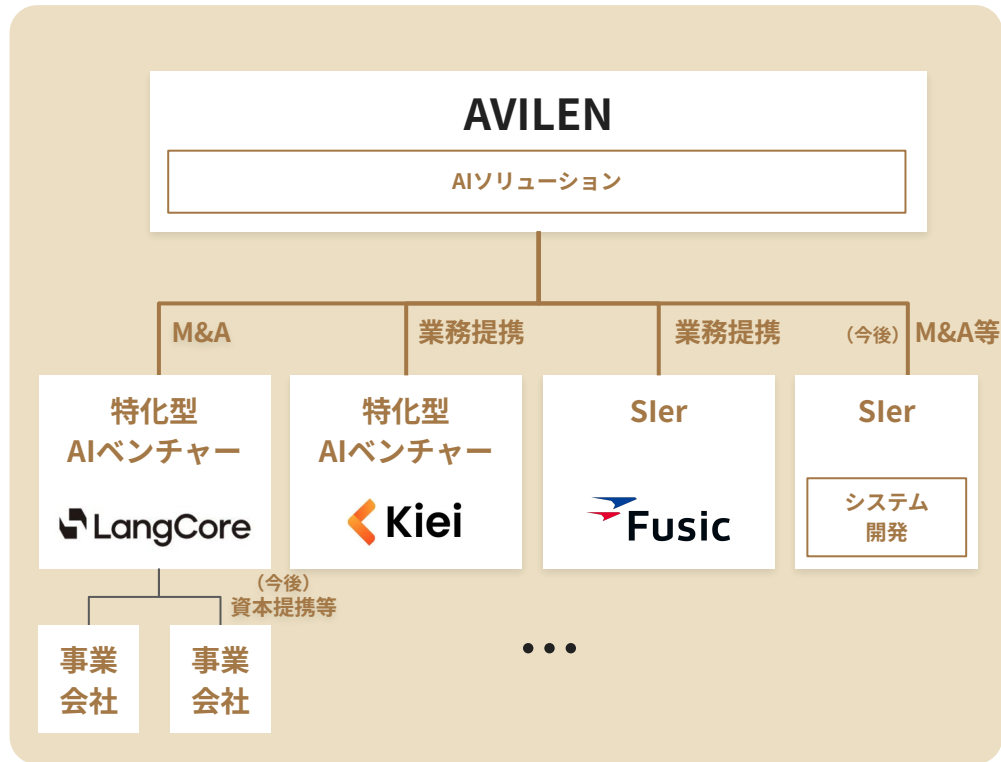 AVILEN
AIソリューション
M&A
業務提携
業務提携
（今後）M&A等
特化型
AIベンチャー
LangCore
特化型
AIベンチャー
Kiei
SIer
Fusic
SIer
システム
開発
（今後）
資本提携等
事業
会社
事業
会社
•••